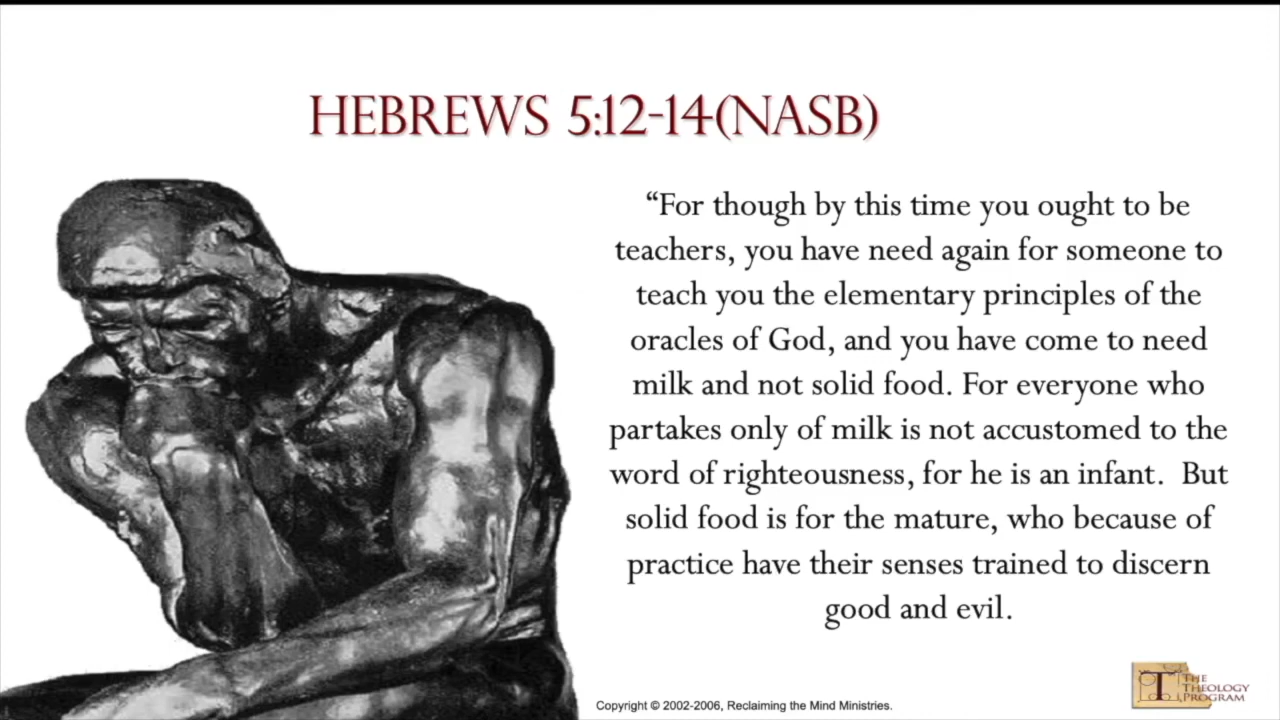 HEBREWS 5:12-14(NASB)
“For though by this time you ought to be
teachers, you have need again for someone to
teach you the elementary principles of the
oracles of God, and you have come to need
milk and not solid food. For everyone who
partakes only of milk is not accustomed to the
word of righteousness, for he is an infant.  But
solid food is for the mature, who because of
practice have their senses trained to discern
good and evil.
Copyright © 2002-2006, Reclaiming the Mind Ministries.
T THE
THEOLOGY
PROGRAM